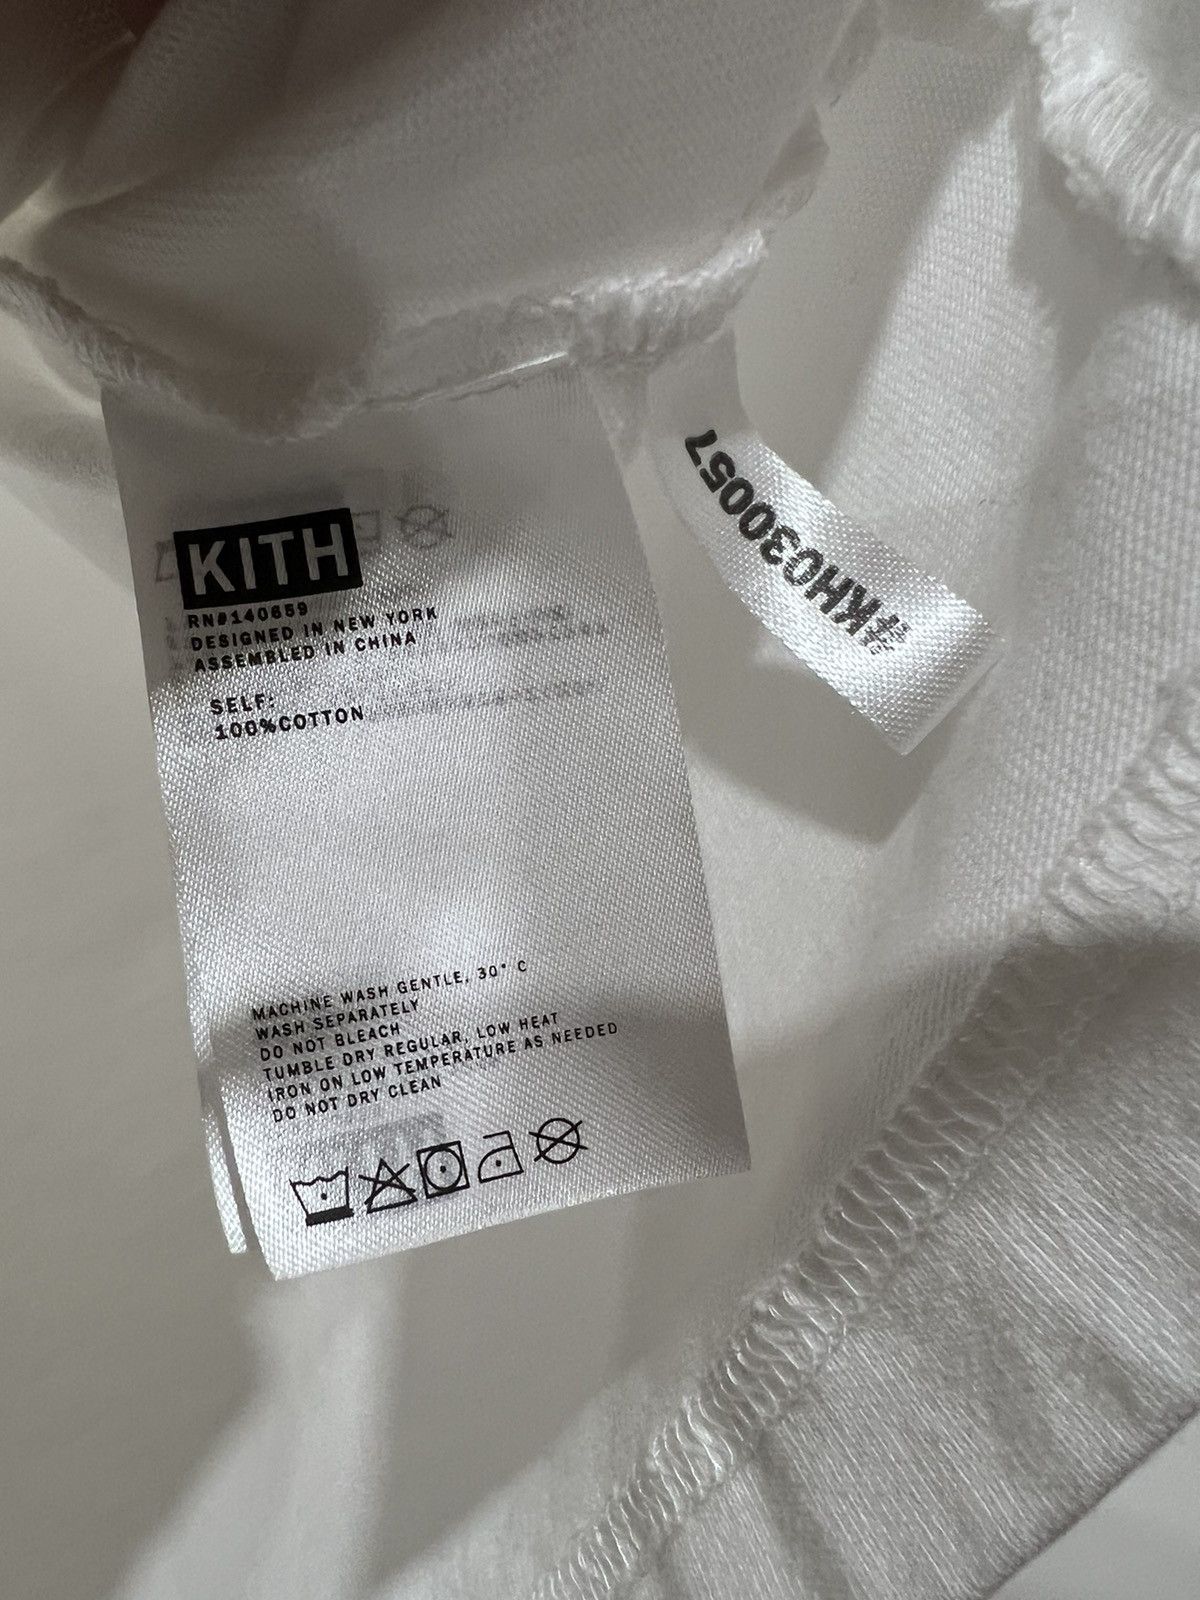 KITH
RN#140659
DESIGNED IN NEW YORK
ASSEMBLED IN CHINA
SELF:
100%COTTON
MACHINE WASH GENTLE, 30° C
WASH SEPARATELY
DO NOT BLEACH
TUMBLE DRY REGULAR, LOW HEAT
IRON ON LOW TEMPERATURE AS NEEDED
DO NOT DRY CLEAN
#KH030057